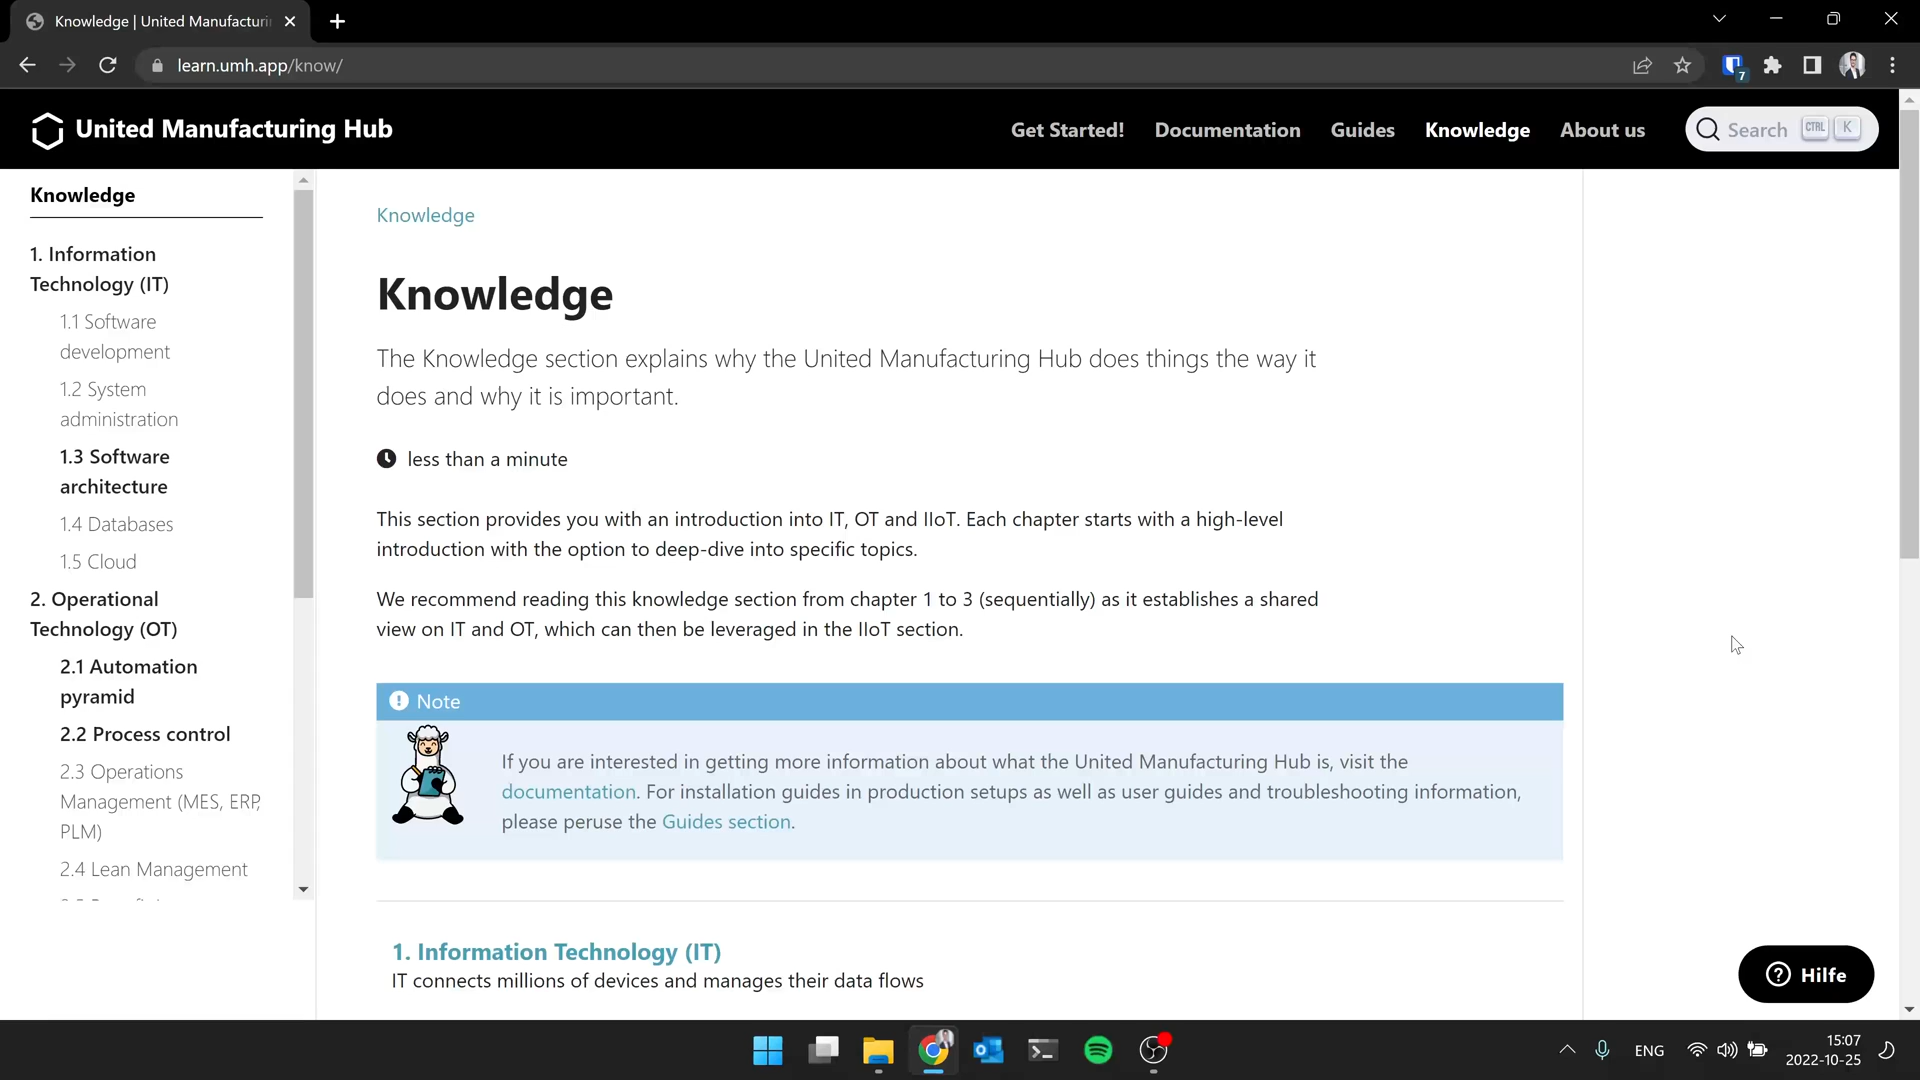 Knowledge | United Manufacturi
learn.umh.app/know/
7
United Manufacturing Hub
Get Started!
Documentation
Guides
Knowledge
About us
Search CTRL K
Knowledge
1. Information
Technology (IT)
1.1 Software
development
1.2 System
administration
1.3 Software
architecture
1.4 Databases
1.5 Cloud
2. Operational
Technology (OT)
2.1 Automation
pyramid
2.2 Process control
2.3 Operations
Management (MES, ERP,
PLM)
2.4 Lean Management
Knowledge
Knowledge
The Knowledge section explains why the United Manufacturing Hub does things the way it
does and why it is important.
less than a minute
This section provides you with an introduction into IT, OT and IIoT. Each chapter starts with a high-level
introduction with the option to deep-dive into specific topics.
We recommend reading this knowledge section from chapter 1 to 3 (sequentially) as it establishes a shared
view on IT and OT, which can then be leveraged in the IIoT section.
Note
If you are interested in getting more information about what the United Manufacturing Hub is, visit the
documentation. For installation guides in production setups as well as user guides and troubleshooting information,
please peruse the Guides section.
1. Information Technology (IT)
IT connects millions of devices and manages their data flows
Hilfe
ENG
15:07
2022-10-25